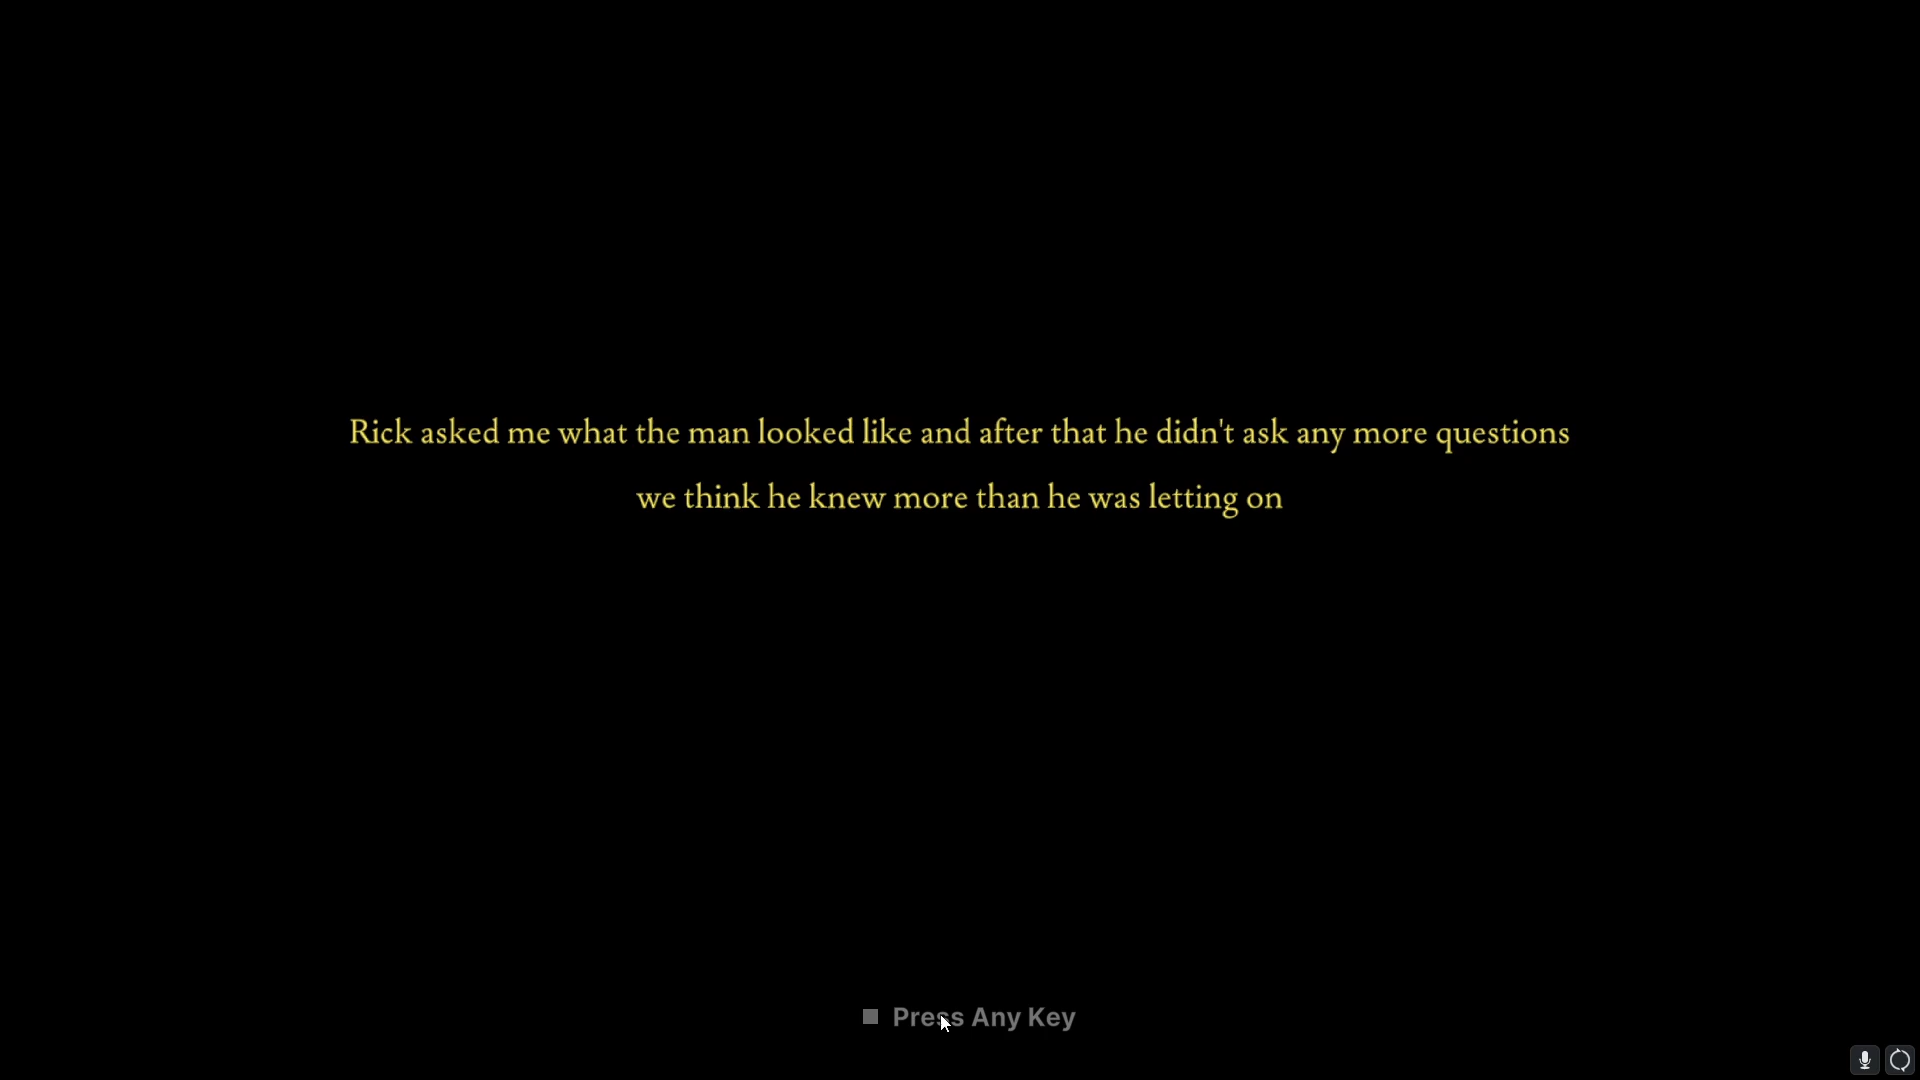 Rick asked me what the man looked like and after that he didn't ask any more questions
we think he knew more than he was letting on
Press Any Key